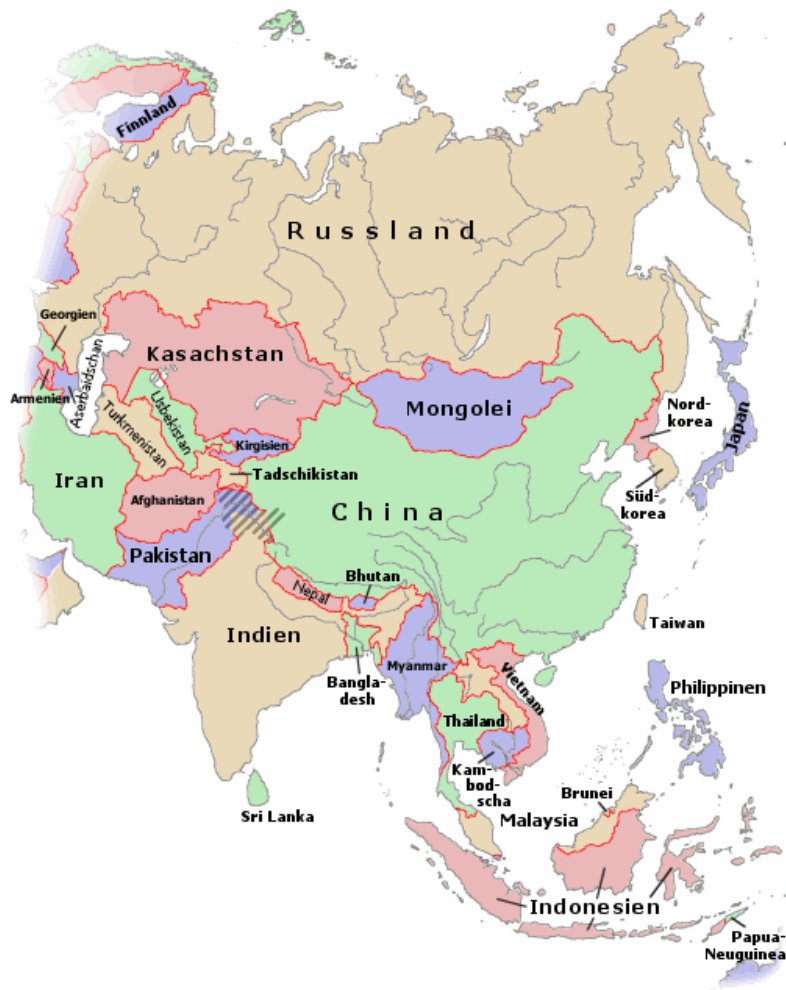 Finnland
Russland
Georgien
Kasachstan
Aserbaidschan
Armenien
Usbekistan
Turkmenistan
Mongolei
Nord-
korea
Japan
Kirgisien
Tadschikistan
Iran
Afghanistan
China
Süd-
korea
Pakistan
Bhutan
Nepal
Indien
Taiwan
Bangla-
desh
Myanmar
Vietnam
Philippinen
Thailand
Kam-
bod-
scha
Sri Lanka
Brunei
Malaysia
Indonesien
Papua-
Neuguinea